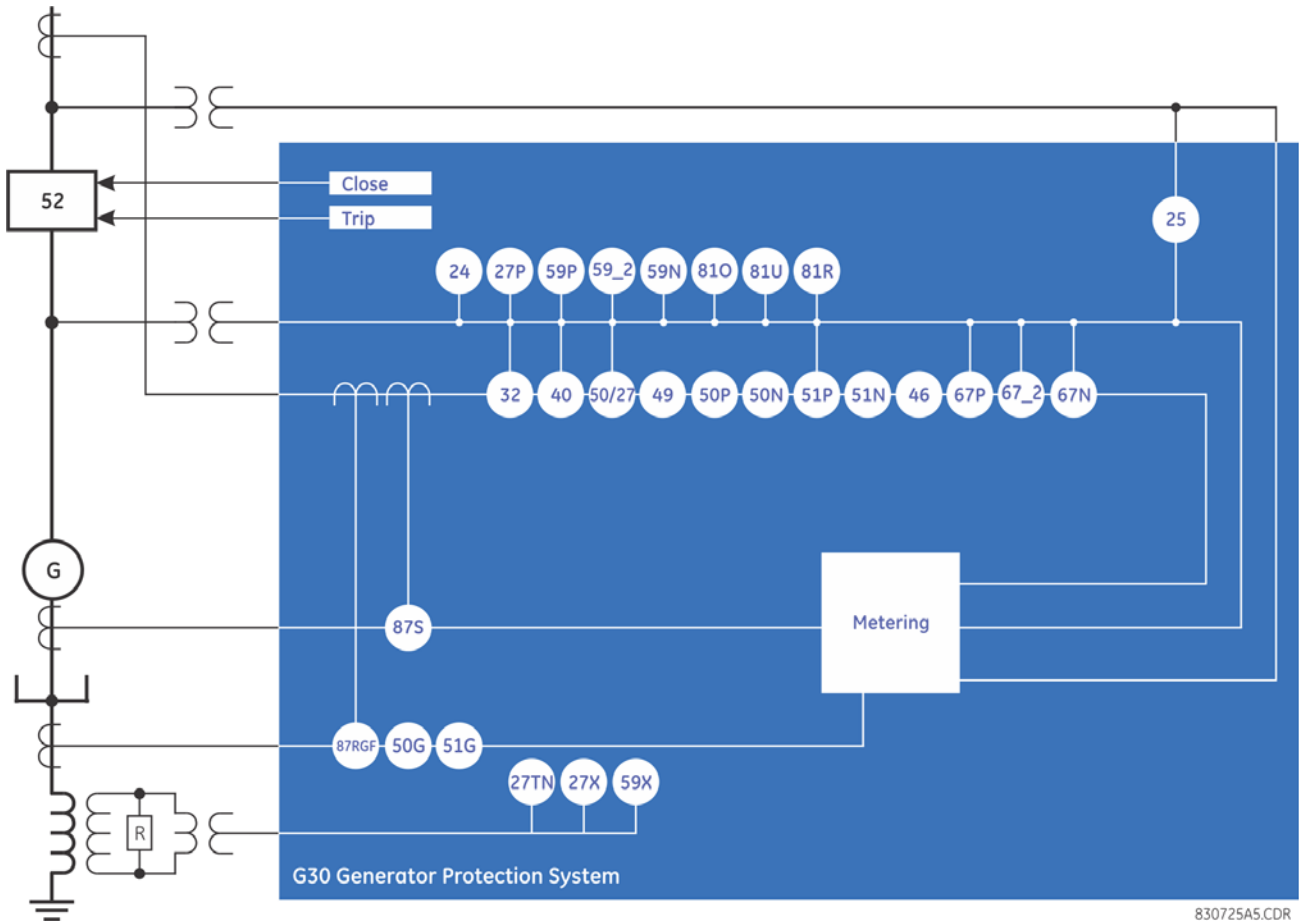 Close
52
Trip
25
24 27P 59P 59_2 59N 81O 81U 81R
32 40 50/27 49 50P 50N 51P 51N 46 67P 67_2 67N
G
Metering
87S
87RGF 50G 51G
27TN 27X 59X
R
G30 Generator Protection System
830725A5.CDR